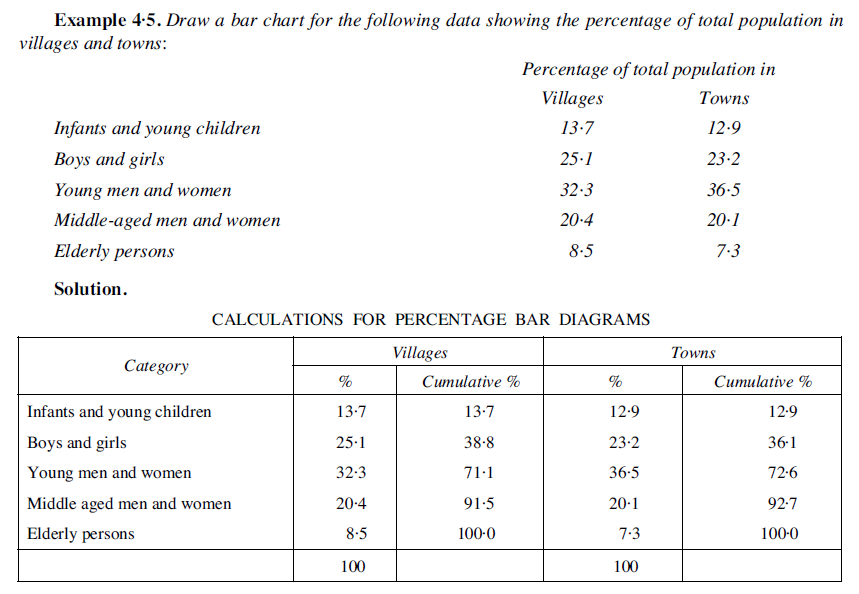 Example 4·5. Draw a bar chart for the following data showing the percentage of total population in
villages and towns:
Percentage of total population in
Villages Towns
Infants and young children 13·7 12·9
Boys and girls 25·1 23·2
Young men and women 32·3 36·5
Middle-aged men and women 20·4 20·1
Elderly persons 8·5 7·3
Solution.
CALCULATIONS FOR PERCENTAGE BAR DIAGRAMS
Category Villages Towns
% Cumulative % % Cumulative %
Infants and young children 13·7 13·7 12·9 12·9
Boys and girls 25·1 38·8 23·2 36·1
Young men and women 32·3 71·1 36·5 72·6
Middle aged men and women 20·4 91·5 20·1 92·7
Elderly persons 8·5 100·0 7·3 100·0
100 100